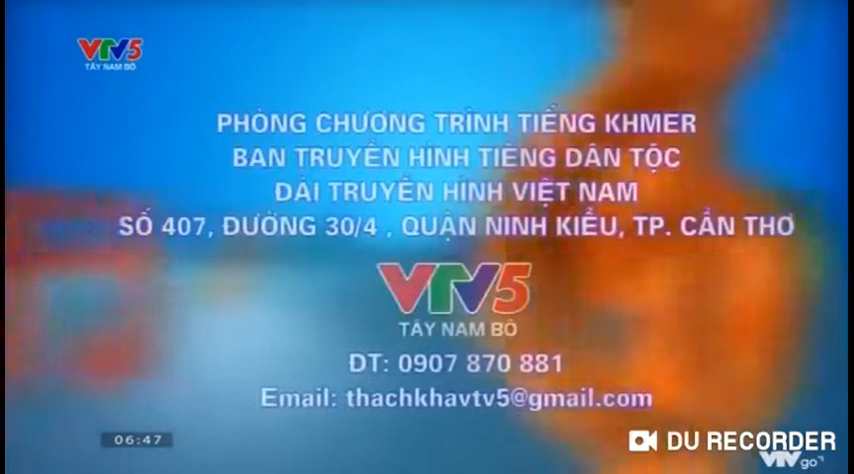 VTV5
TÂY NAM BỘ
PHÒNG CHƯƠNG TRÌNH TIẾNG KHMER
BAN TRUYỀN HÌNH TIẾNG DÂN TỘC
ĐÀI TRUYỀN HÌNH VIỆT NAM
SỐ 407, ĐƯỜNG 30/4 , QUẬN NINH KIỀU, TP. CẦN THƠ
VTV5
TÂY NAM BỘ
ĐT: 0907 870 881
Email: thachkhavtv5@gmail.com
06:47
DU RECORDER
VTV go